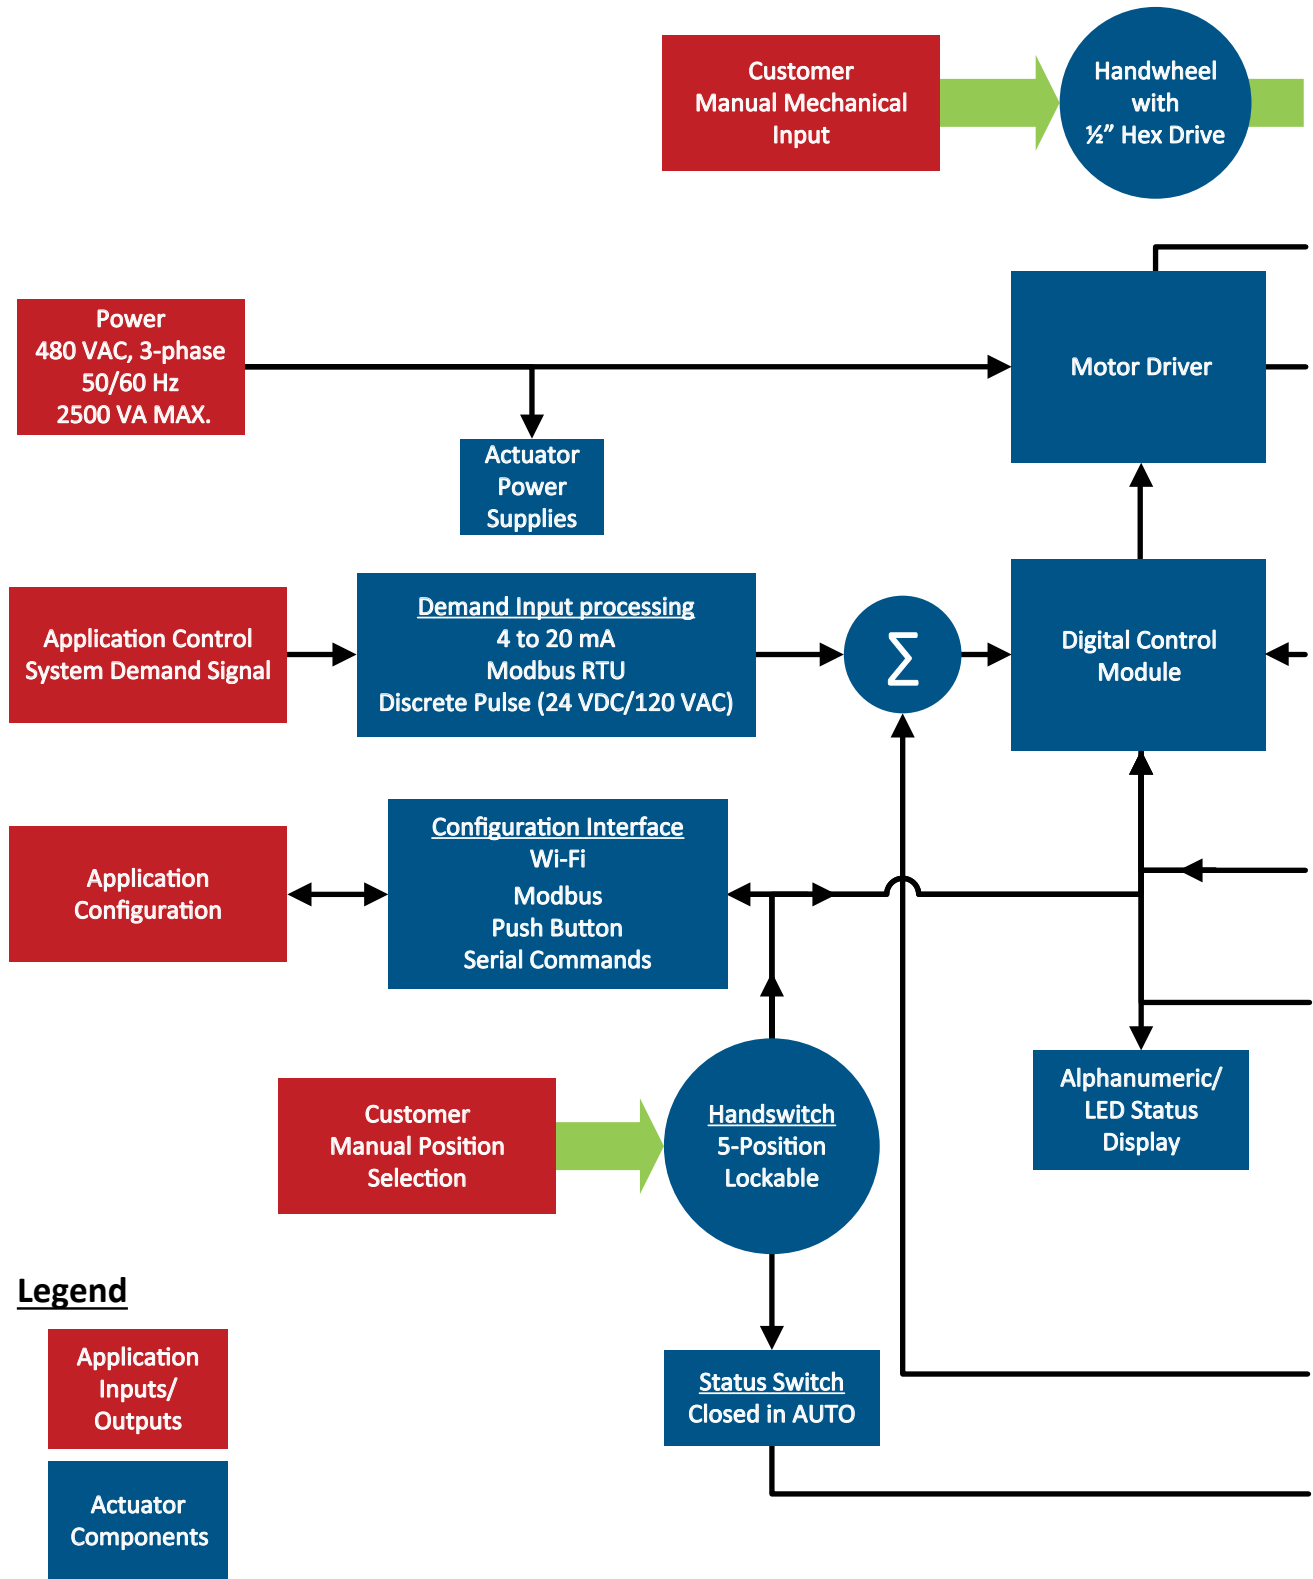 Customer
Manual Mechanical
Input
Handwheel
with
½” Hex Drive
Power
480 VAC, 3-phase
50/60 Hz
2500 VA MAX.
Motor Driver
Actuator
Power
Supplies
Application Control
System Demand Signal
Demand Input processing
4 to 20 mA
Modbus RTU
Discrete Pulse (24 VDC/120 VAC)
Σ
Digital Control
Module
Application
Configuration
Configuration Interface
Wi-Fi
Modbus
Push Button
Serial Commands
Customer
Manual Position
Selection
Handswitch
5-Position
Lockable
Alphanumeric/
LED Status
Display
Status Switch
Closed in AUTO
Legend
Application
Inputs/
Outputs
Actuator
Components